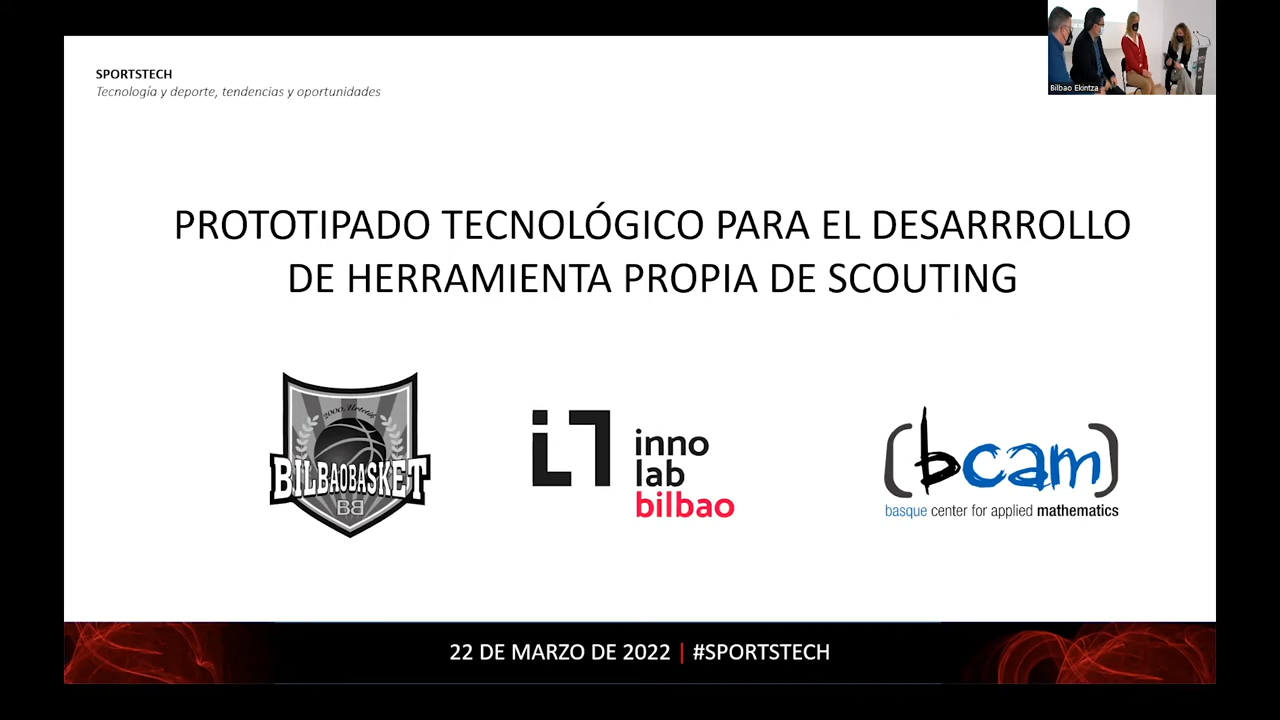 SPORTSTECH
Tecnología y deporte, tendencias y oportunidades
Bilbao Ekintza
PROTOTIPADO TECNOLÓGICO PARA EL DESARRROLLO
DE HERRAMIENTA PROPIA DE SCOUTING
BILBAOBASKET
BB
inno
lab
bilbao
(bcam)
basque center for applied mathematics
22 DE MARZO DE 2022 | #SPORTSTECH